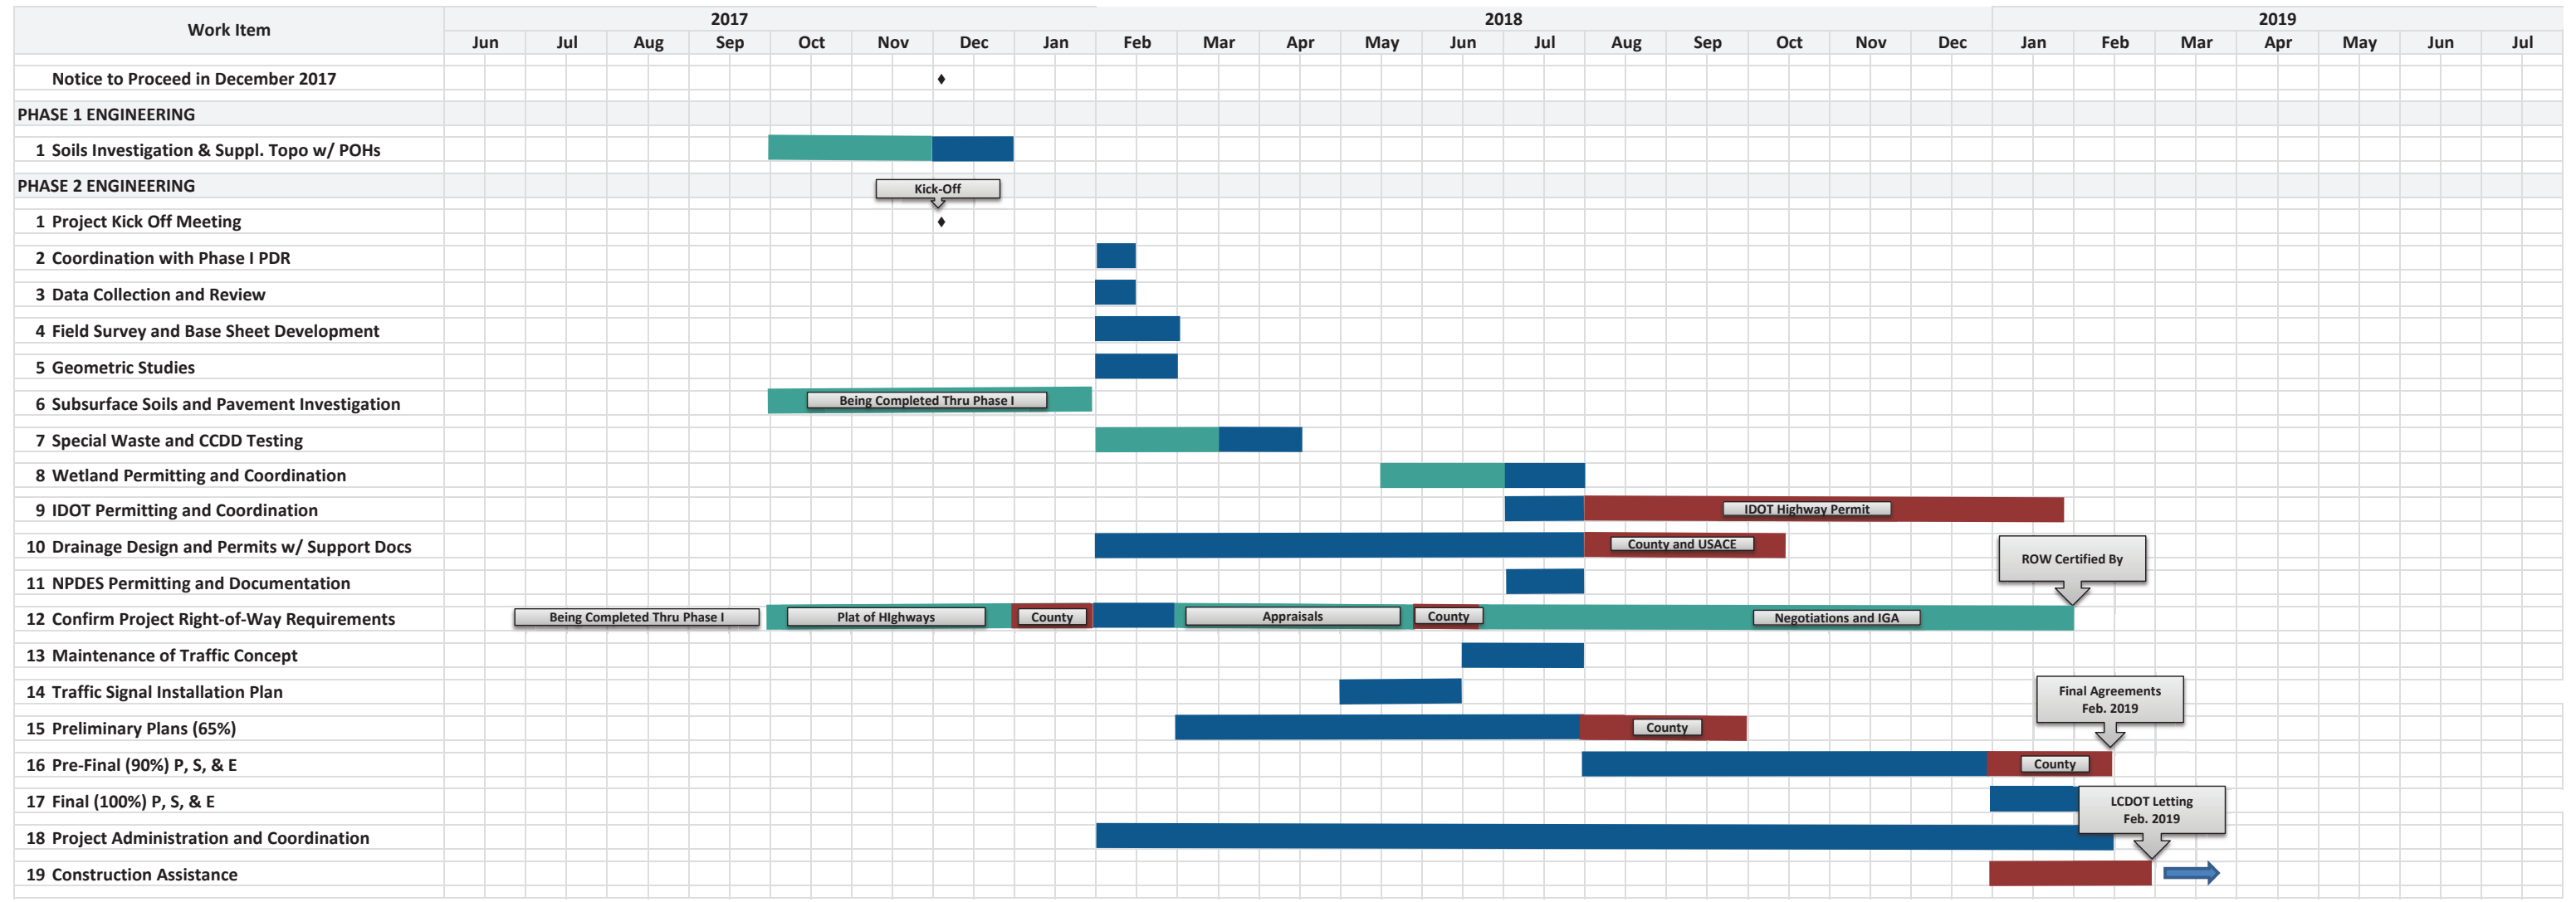 Work Item
2017
2018
2019
Jun Jul Aug Sep Oct Nov Dec Jan Feb Mar Apr May Jun Jul Aug Sep Oct Nov Dec Jan Feb Mar Apr May Jun Jul
Notice to Proceed in December 2017
PHASE 1 ENGINEERING
1 Soils Investigation & Suppl. Topo w/ POHs
PHASE 2 ENGINEERING
Kick-Off
1 Project Kick Off Meeting
2 Coordination with Phase I PDR
3 Data Collection and Review
4 Field Survey and Base Sheet Development
5 Geometric Studies
6 Subsurface Soils and Pavement Investigation
Being Completed Thru Phase I
7 Special Waste and CCDD Testing
8 Wetland Permitting and Coordination
9 IDOT Permitting and Coordination
IDOT Highway Permit
10 Drainage Design and Permits w/ Support Docs
County and USACE
ROW Certified By
11 NPDES Permitting and Documentation
12 Confirm Project Right-of-Way Requirements
Being Completed Thru Phase I
Plat of HIghways
County
Appraisals
County
Negotiations and IGA
13 Maintenance of Traffic Concept
14 Traffic Signal Installation Plan
Final Agreements
Feb. 2019
15 Preliminary Plans (65%)
County
16 Pre-Final (90%) P, S, & E
County
17 Final (100%) P, S, & E
LCDOT Letting
Feb. 2019
18 Project Administration and Coordination
19 Construction Assistance